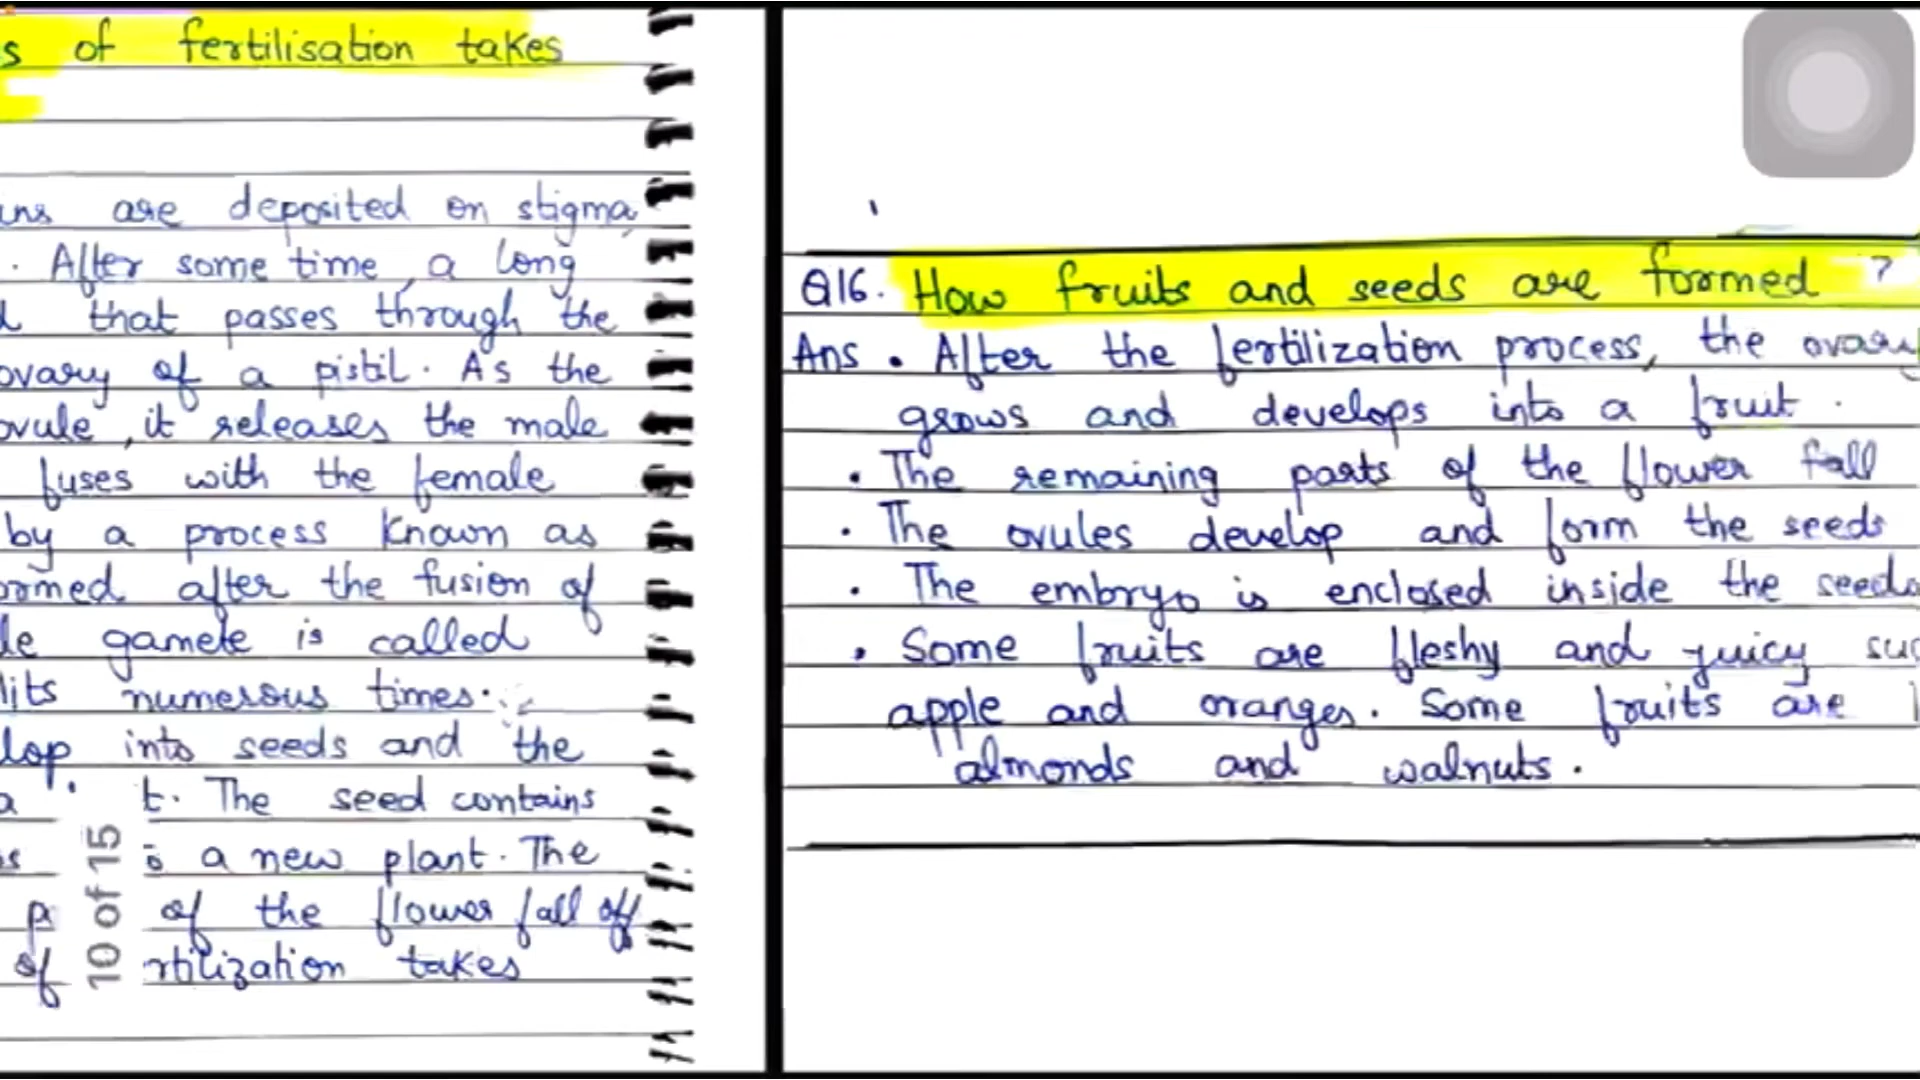 s of fertilisation takes
are deposited on stigma,
. After some time, a long
that passes through the
ovary of a pistil. As the
ovule, it releases the male
fuses with the female
by a process known as
ormed after the fusion of
le gamete is called
lits numerous times.
lop into seeds and the
a t. The seed contains
a new plant. The
of the flower fall off
of rtilization takes
10 of 15
Q16. How fruits and seeds are formed ?
Ans • After the fertilization process, the ovary
grows and develops into a fruit.
• The remaining parts of the flower fall
• The ovules develop and form the seeds
• The embryo is enclosed inside the seeds
• Some fruits are fleshy and juicy suc
apple and oranges. Some fruits are
almonds and walnuts.